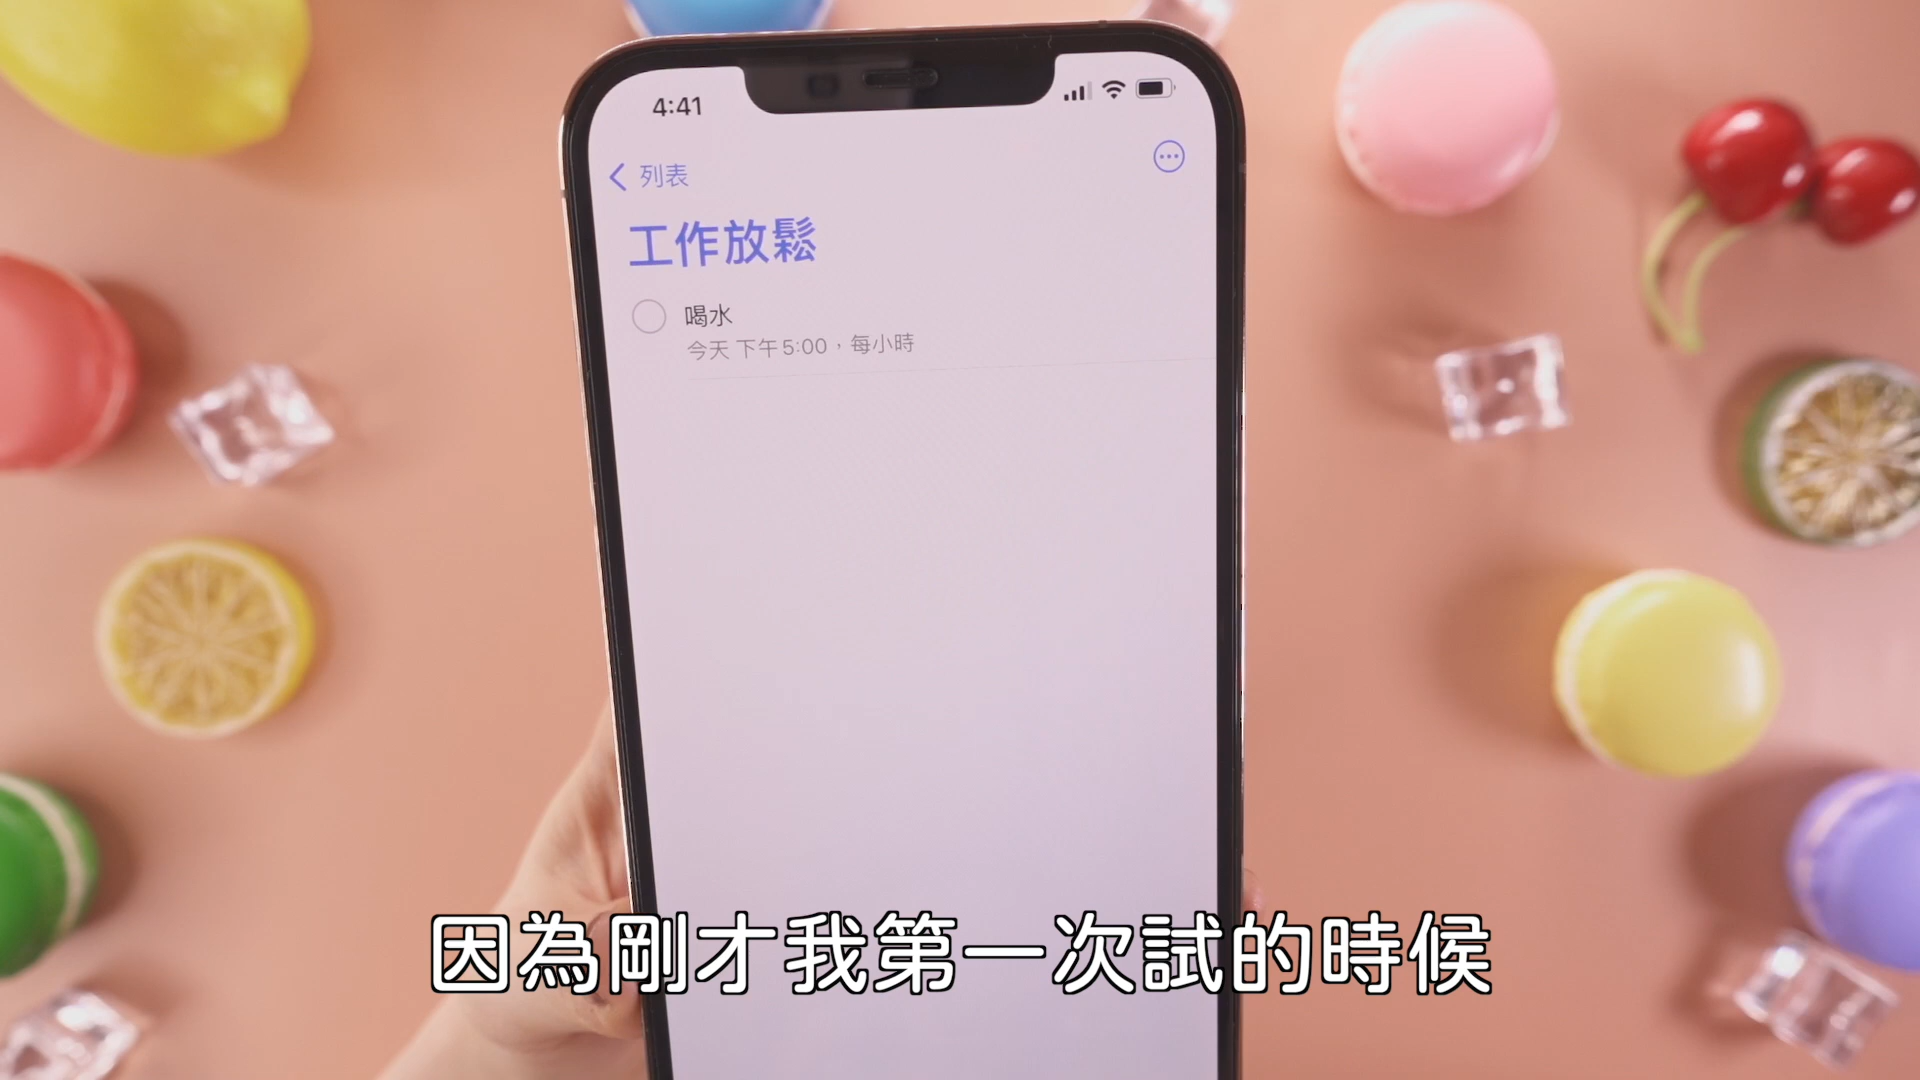 4:41
列表
工作放鬆
喝水
今天 下午5:00，每小時
因為剛才我第一次試的時候